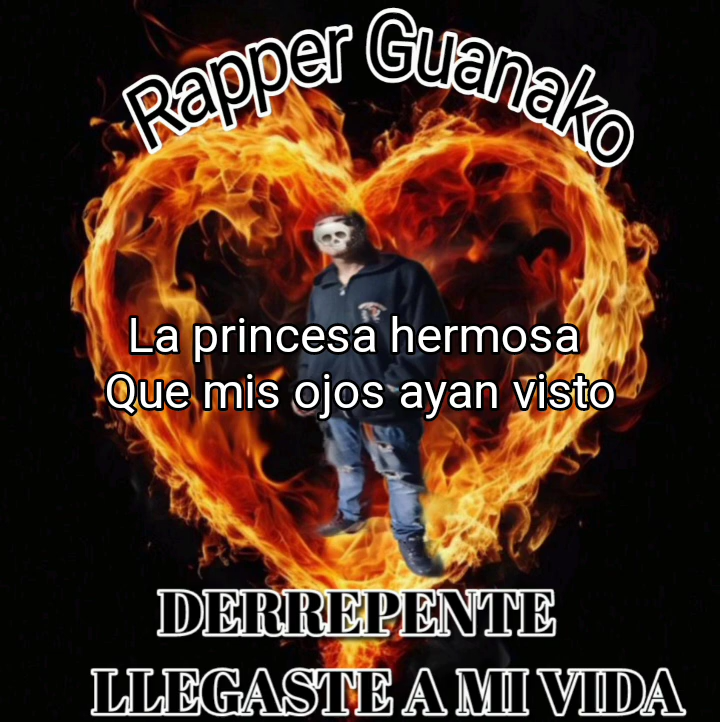 Rapper Guanako
La princesa hermosa
Que mis ojos ayan visto
DERREPENTE
LLEGASTE A MI VIDA